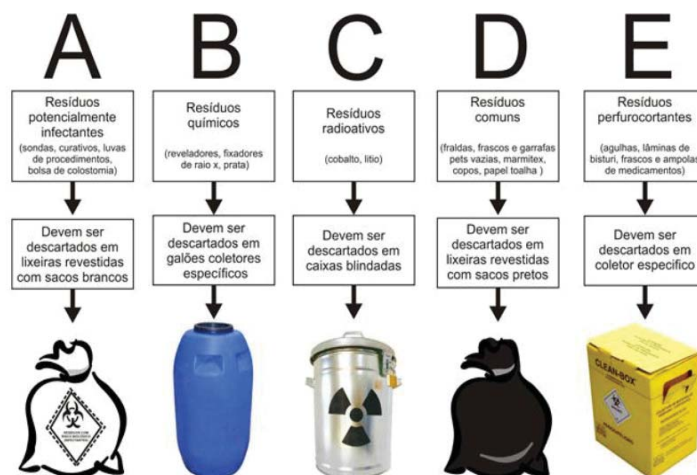 A
B
C
D
E
Resíduos
potencialmente
infectantes
(sondas, curativos, luvas
de procedimentos,
bolsa de colostomia)
Resíduos
químicos
(reveladores, fixadores
de raio x, prata)
Resíduos
radioativos
(cobalto, litio)
Resíduos
comuns
(fraldas, frascos e garrafas
pets vazias, marmitex,
copos, papel toalha )
Resíduos
perfurocortantes
(agulhas, lâminas de
bisturi, frascos e ampolas
de medicamentos)
Devem ser
descartados em
lixeiras revestidas
com sacos brancos
Devem ser
descartados em
galões coletores
específicos
Devem ser
descartados em
caixas blindadas
Devem ser
descartados em
lixeiras revestidas
com sacos pretos
Devem ser
descartados em
coletor especifico
CLEAN-BOX